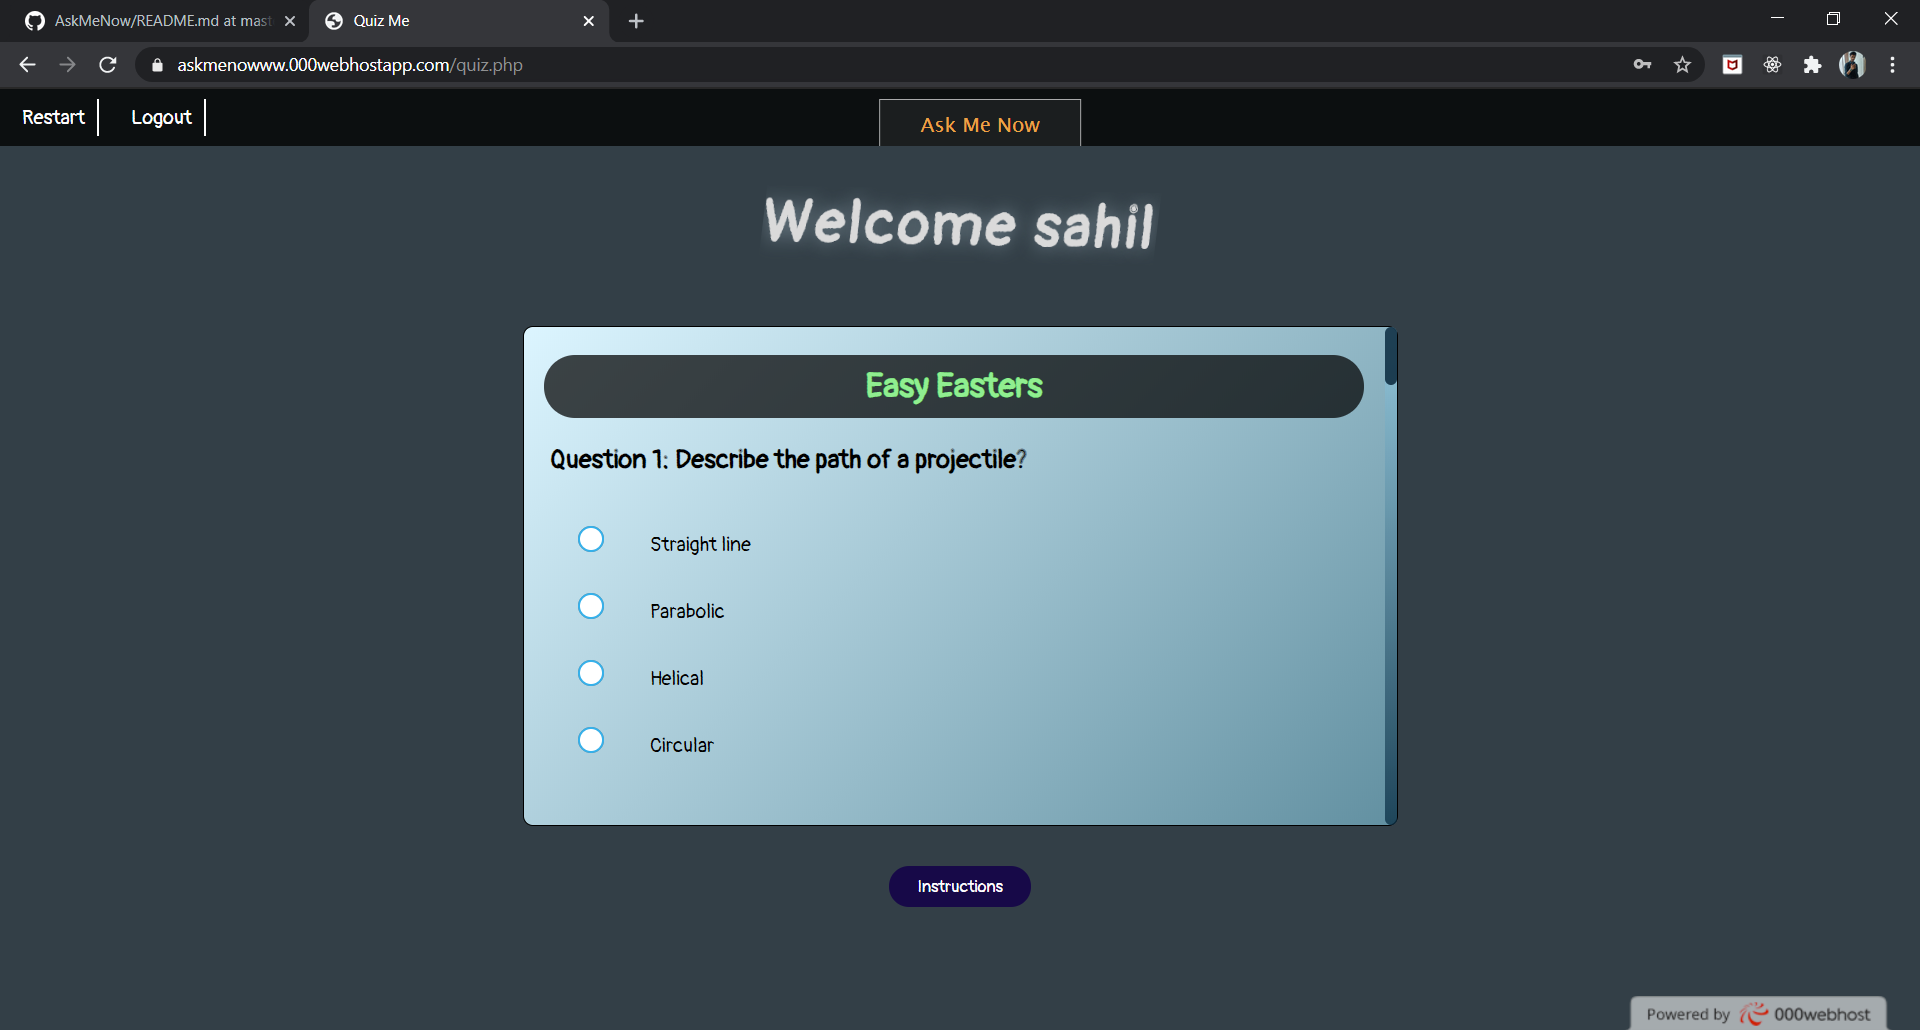 AskMeNow/README.md at mast
Quiz Me
askmenowww.000webhostapp.com/quiz.php
Restart
Logout
Ask Me Now
Welcome sahil
Easy Easters
Question 1: Describe the path of a projectile?
Straight line
Parabolic
Helical
Circular
Instructions
Powered by 000webhost